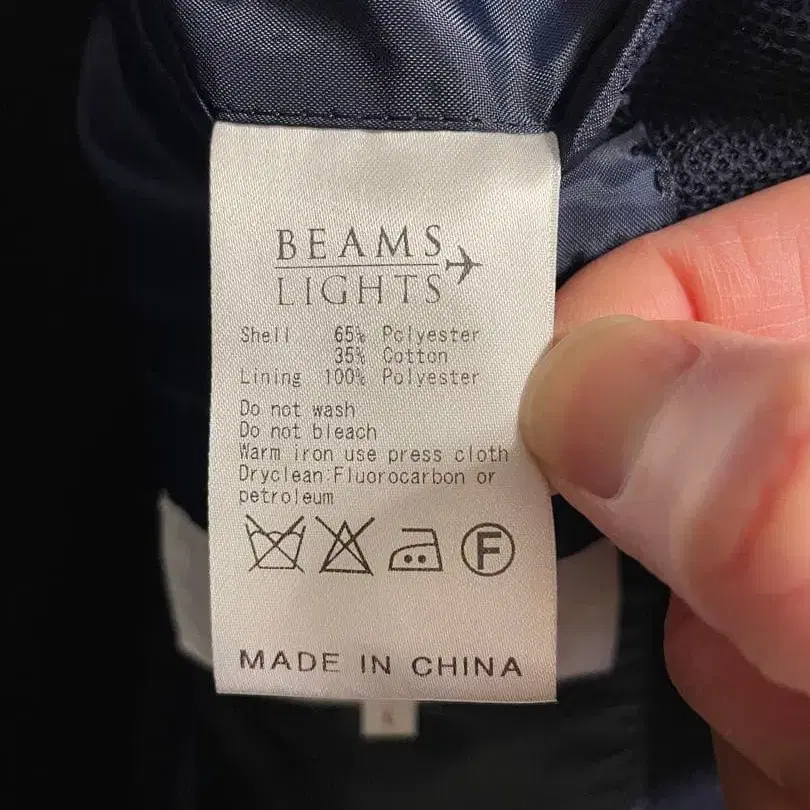 BEAMS
LIGHTS
Shell 65% Polyester
35% Cotton
Lining 100% Polyester
Do not wash
Do not bleach
Warm iron use press cloth
Dryclean:Fluorocarbon or
petroleum
F
MADE IN CHINA